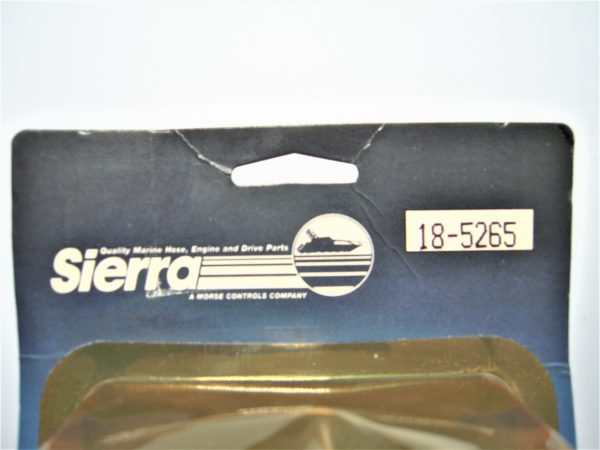 Quality Marine Hose, Engine and Drive Parts
Sierra
A MORSE CONTROLS COMPANY
18-5265